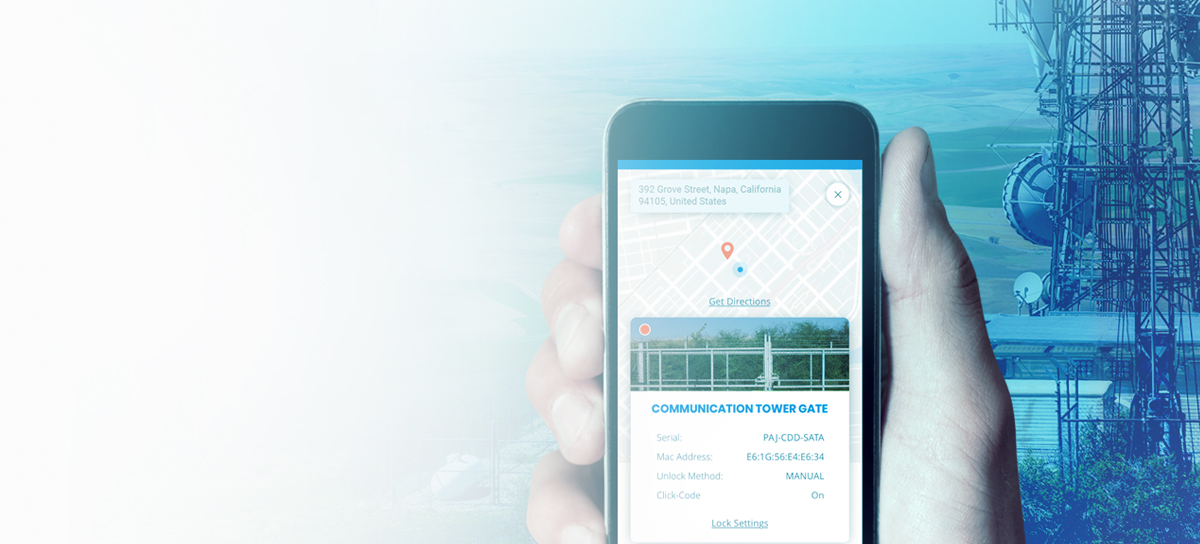 392 Grove Street, Napa, California
94105, United States
Get Directions
COMMUNICATION TOWER GATE
Serial: PAJ-CDD-SATA
Mac Address: E6:1G:56:E4:E6:34
Unlock Method: MANUAL
Click-Code On
Lock Settings